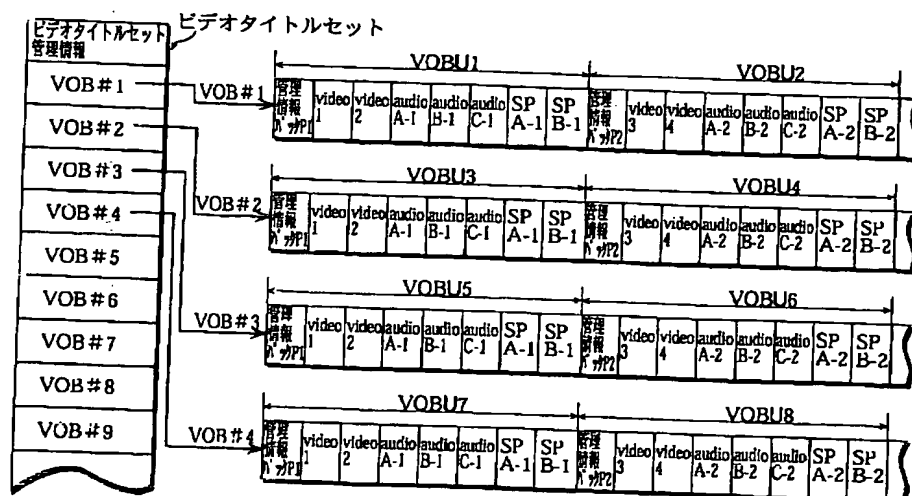 ビデオタイトルセット
管理情報
ビデオタイトルセット
VOB#1
VOB#2
VOB#3
VOB#4
VOB#5
VOB#6
VOB#7
VOB#8
VOB#9
VOBU1
VOBU2
VOB#1
管理
情報
パックP1
video
1
video
2
audio
A-1
audio
B-1
audio
C-1
SP
A-1
SP
B-1
管理
情報
パックP2
video
3
video
4
audio
A-2
audio
B-2
audio
C-2
SP
A-2
SP
B-2
VOBU3
VOBU4
VOB#2
管理
情報
パックP1
video
1
video
2
audio
A-1
audio
B-1
audio
C-1
SP
A-1
SP
B-1
管理
情報
パックP2
video
3
video
4
audio
A-2
audio
B-2
audio
C-2
SP
A-2
SP
B-2
VOBU5
VOBU6
VOB#3
管理
情報
パックP1
video
1
video
2
audio
A-1
audio
B-1
audio
C-1
SP
A-1
SP
B-1
管理
情報
パックP2
video
3
video
4
audio
A-2
audio
B-2
audio
C-2
SP
A-2
SP
B-2
VOBU7
VOBU8
VOB#4
管理
情報
パックP1
video
1
video
2
audio
A-1
audio
B-1
audio
C-1
SP
A-1
SP
B-1
管理
情報
パックP2
video
3
video
4
audio
A-2
audio
B-2
audio
C-2
SP
A-2
SP
B-2